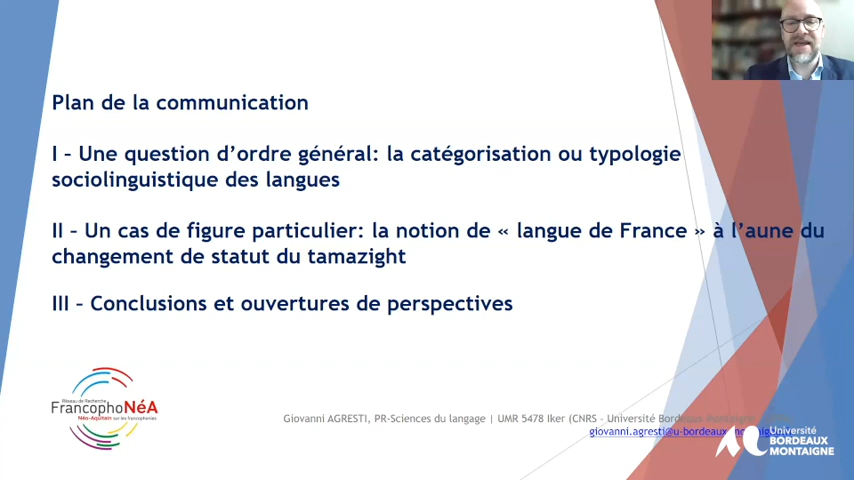 Plan de la communication
I – Une question d'ordre général: la catégorisation ou typologie
sociolinguistique des langues
II – Un cas de figure particulier: la notion de « langue de France » à l'aune du
changement de statut du tamazight
III – Conclusions et ouvertures de perspectives
Réseau de Recherche
FrancophoNéA
Néo-Aquitain sur les francophonies
Giovanni AGRESTI, PR-Sciences du langage | UMR 5478 Iker (CNRS – Université Bordeaux
giovanni.agresti@u-bordeaux
Université
BORDEAUX
MONTAIGNE